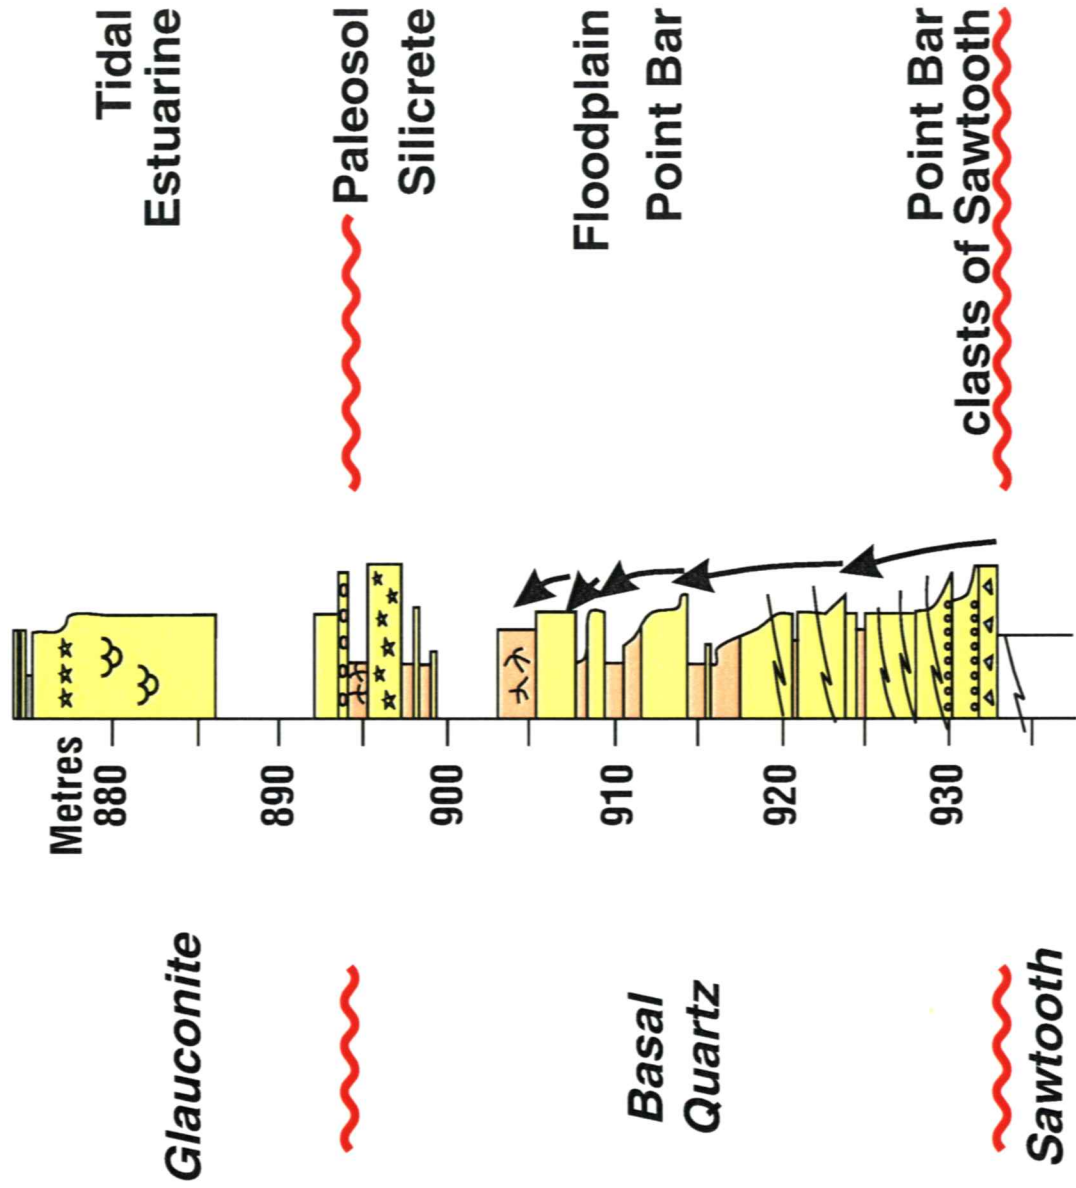 Tidal
Estuarine
Paleosol
Silicrete
Floodplain
Point Bar
Point Bar
clasts of Sawtooth
Metres
880
890
900
910
920
930
Glauconite
Basal
Quartz
Sawtooth